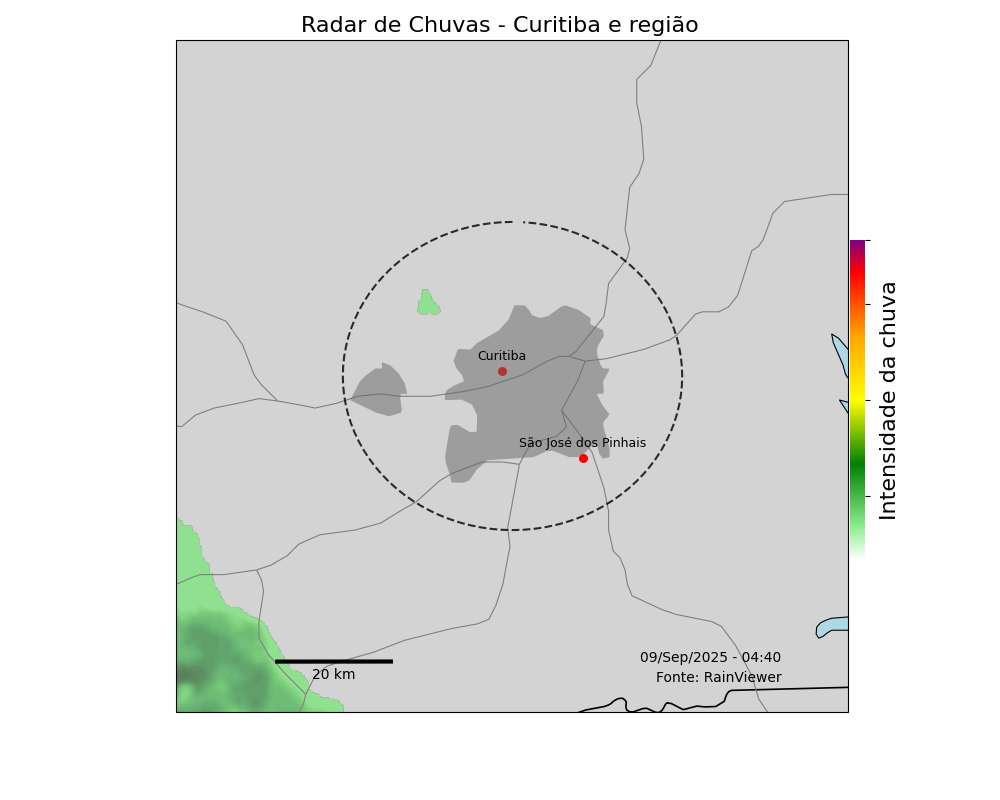 Radar de Chuvas - Curitiba e região
Curitiba
São José dos Pinhais
Intensidade da chuva
09/Sep/2025 - 04:40
20 km
Fonte: RainViewer